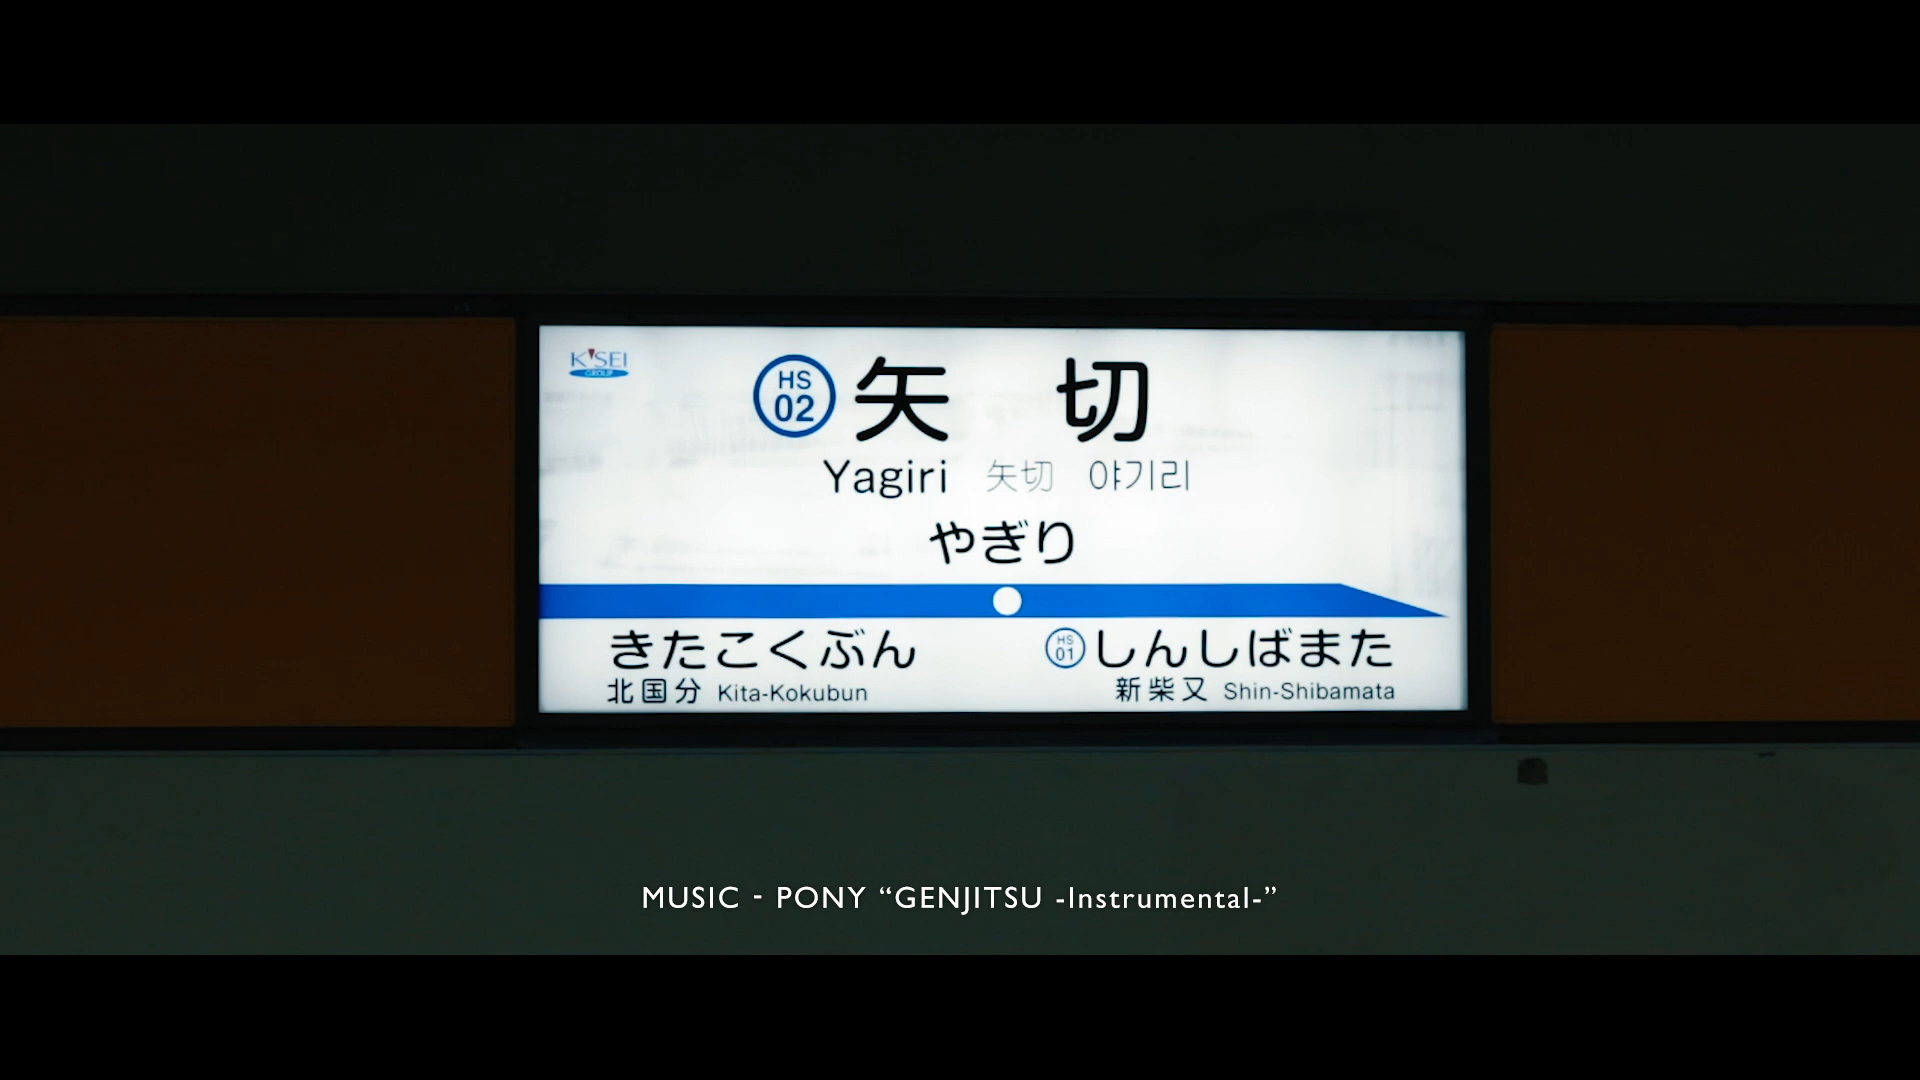 K'SEI
GROUP
HS
02
矢 切
Yagiri 矢切 야기리
やぎり
きたこくぶん
北国分 Kita-Kokubun
HS
01
しんしばまた
新柴又 Shin-Shibamata
MUSIC - PONY “GENJITSU -Instrumental-”